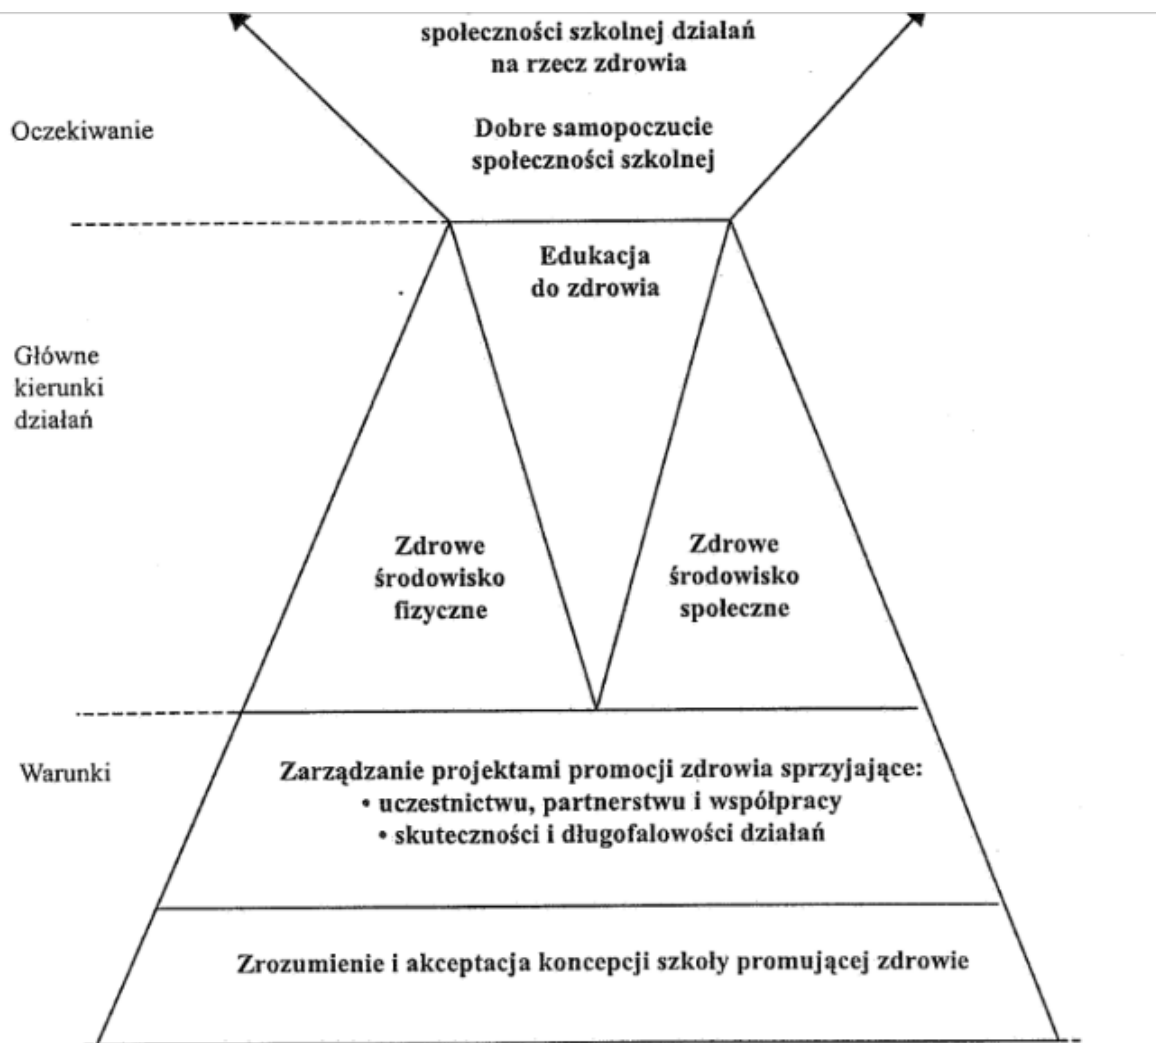 społeczności szkolnej działań
na rzecz zdrowia
Oczekiwanie
Dobre samopoczucie
społeczności szkolnej
Edukacja
do zdrowia
Główne
kierunki
działań
Zdrowe
środowisko
fizyczne
Zdrowe
środowisko
społeczne
Warunki
Zarządzanie projektami promocji zdrowia sprzyjające:
• uczestnictwu, partnerstwu i współpracy
• skuteczności i długofalowości działań
Zrozumienie i akceptacja koncepcji szkoły promującej zdrowie